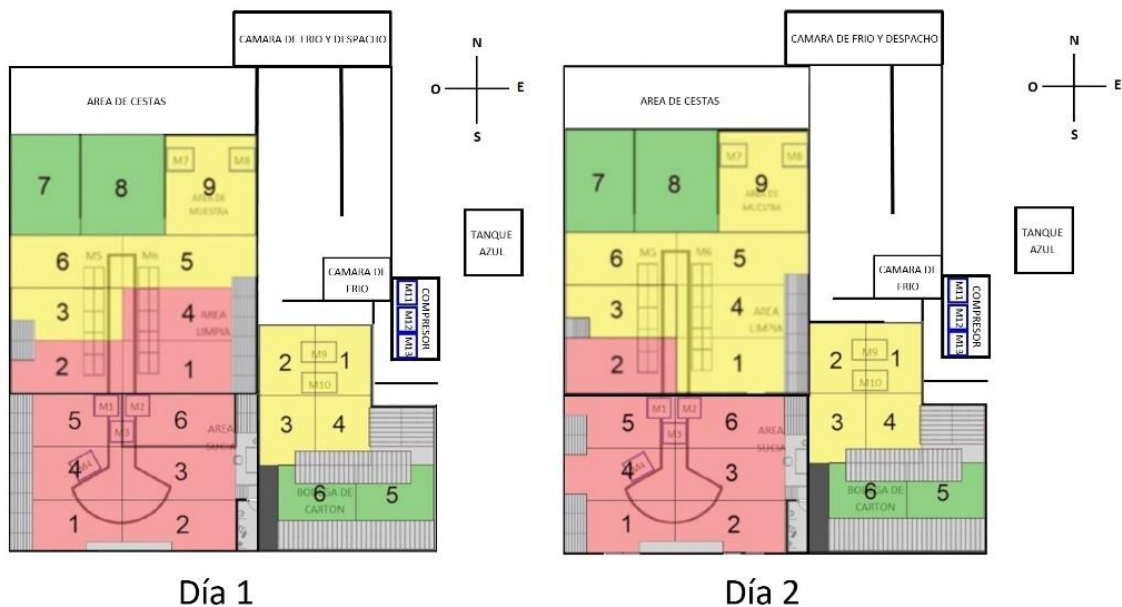 CAMARA DE FRIO Y DESPACHO
N
O
E
S
AREA DE CESTAS
7
8
M7
M8
9
AREA DE
MUESTRA
TANQUE
AZUL
6
M5
M6
5
CAMARA DE
FRIO
COMPRESOR
M11
M12
M13
3
4
AREA
LIMPIA
2
1
2
M9
1
M10
3
4
5
M1
M2
6
M3
AREA
SUCIA
4
M4
3
1
2
6
5
BODEGA DE
CARTON
Día 1
CAMARA DE FRIO Y DESPACHO
N
O
E
S
AREA DE CESTAS
7
8
M7
M8
9
AREA DE
MUESTRA
TANQUE
AZUL
6
M5
M6
5
CAMARA DE
FRIO
COMPRESOR
M11
M12
M13
3
4
AREA
LIMPIA
2
1
2
M9
1
M10
3
4
5
M1
M2
6
M3
AREA
SUCIA
4
M4
3
1
2
6
5
BODEGA DE
CARTON
Día 2